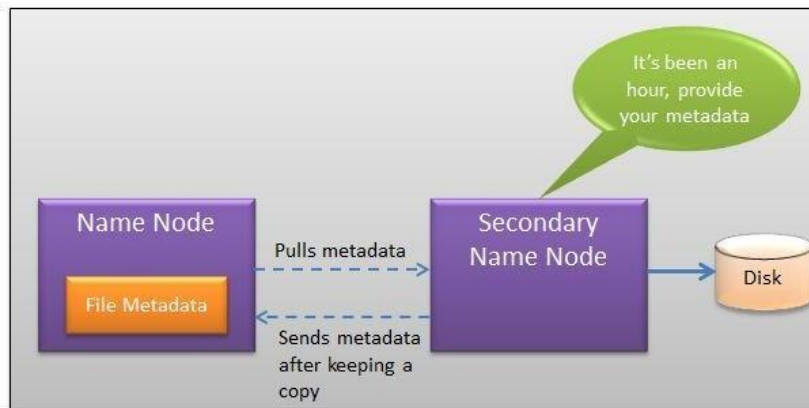 It's been an
hour, provide
your metadata
Name Node
File Metadata
Pulls metadata
Sends metadata
after keeping a
copy
Secondary
Name Node
Disk